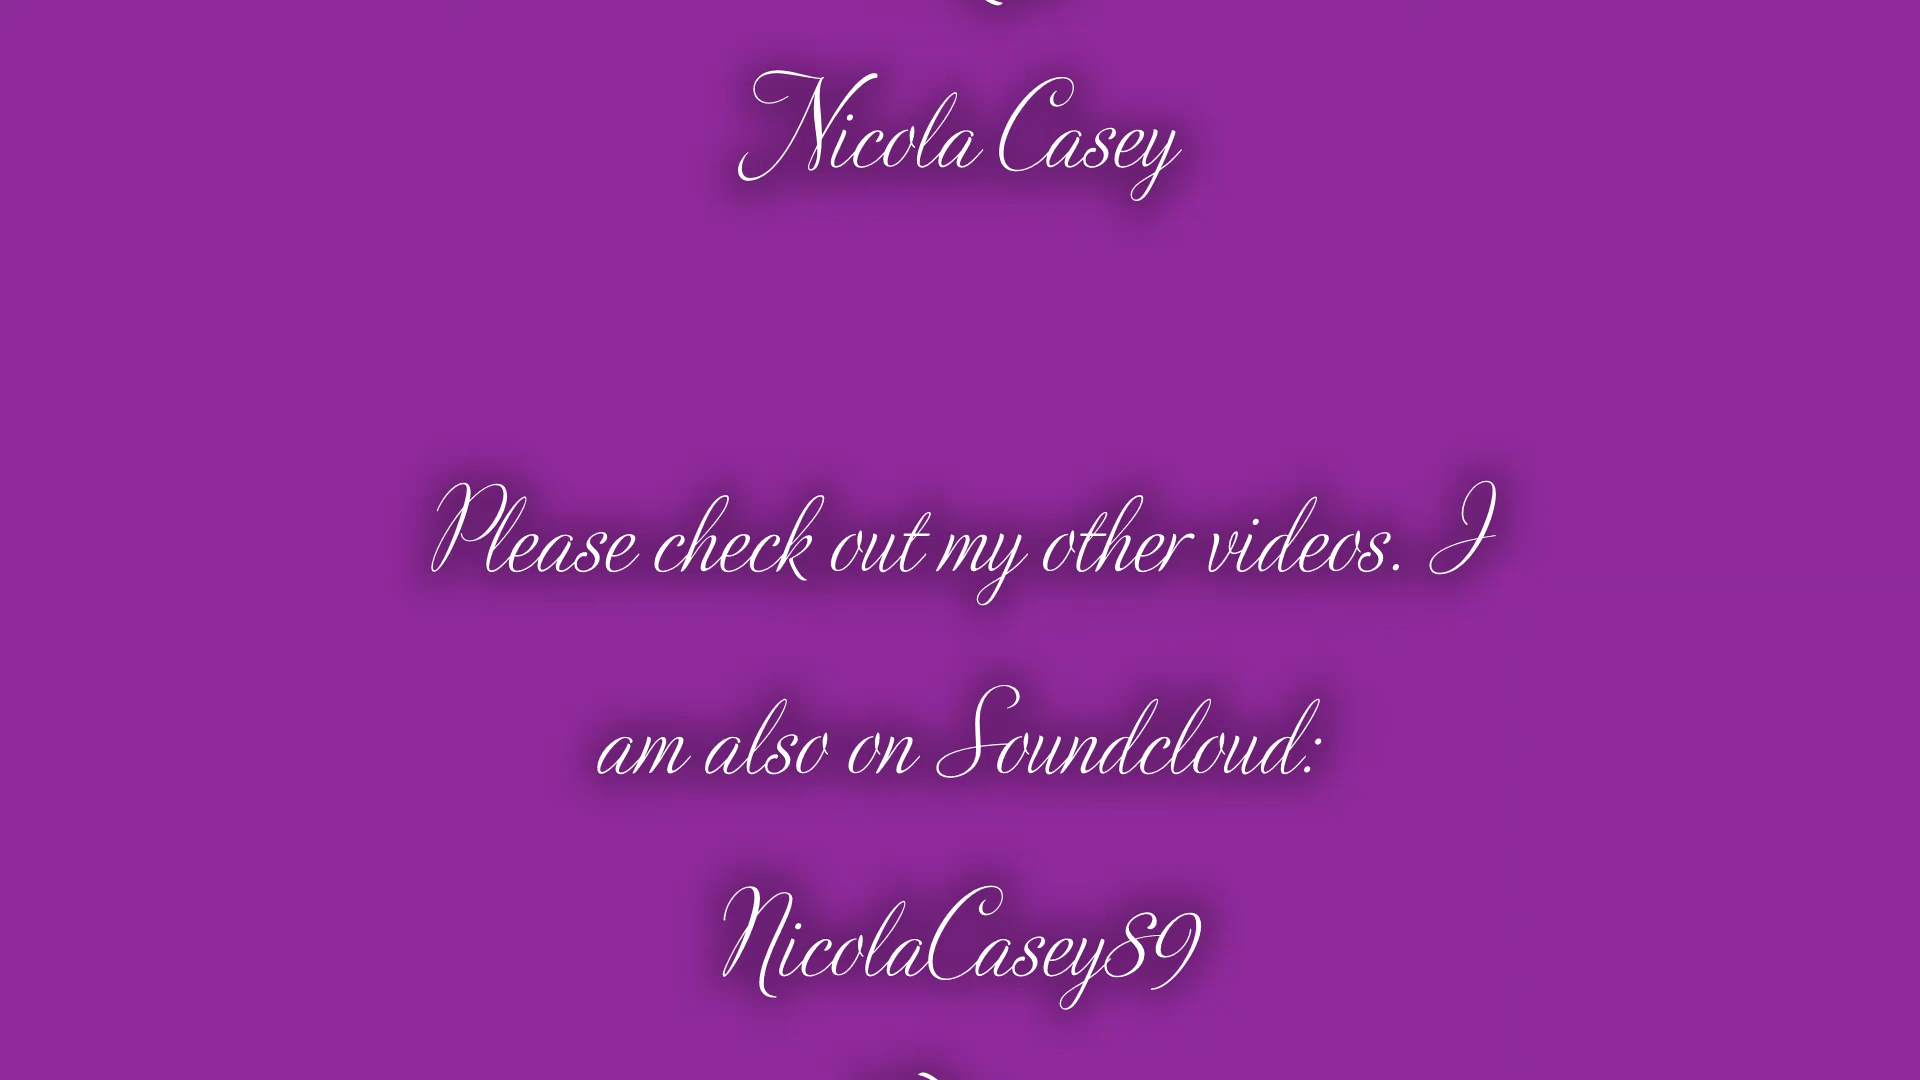 Nicola Casey
Please check out my other videos. I
am also on Soundcloud:
NicolaCasey89